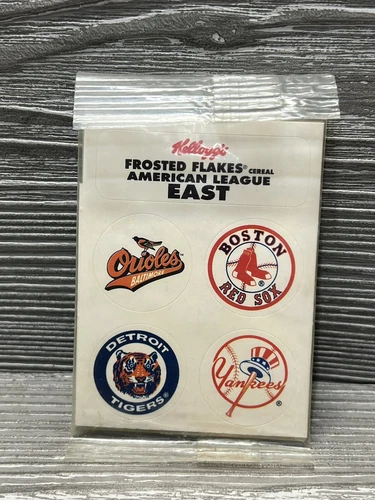 Kellogg's
FROSTED FLAKES® CEREAL
AMERICAN LEAGUE
EAST
Orioles
BALTIMORE
BOSTON
RED SOX
®
DETROIT
TIGERS®
Yankees
®